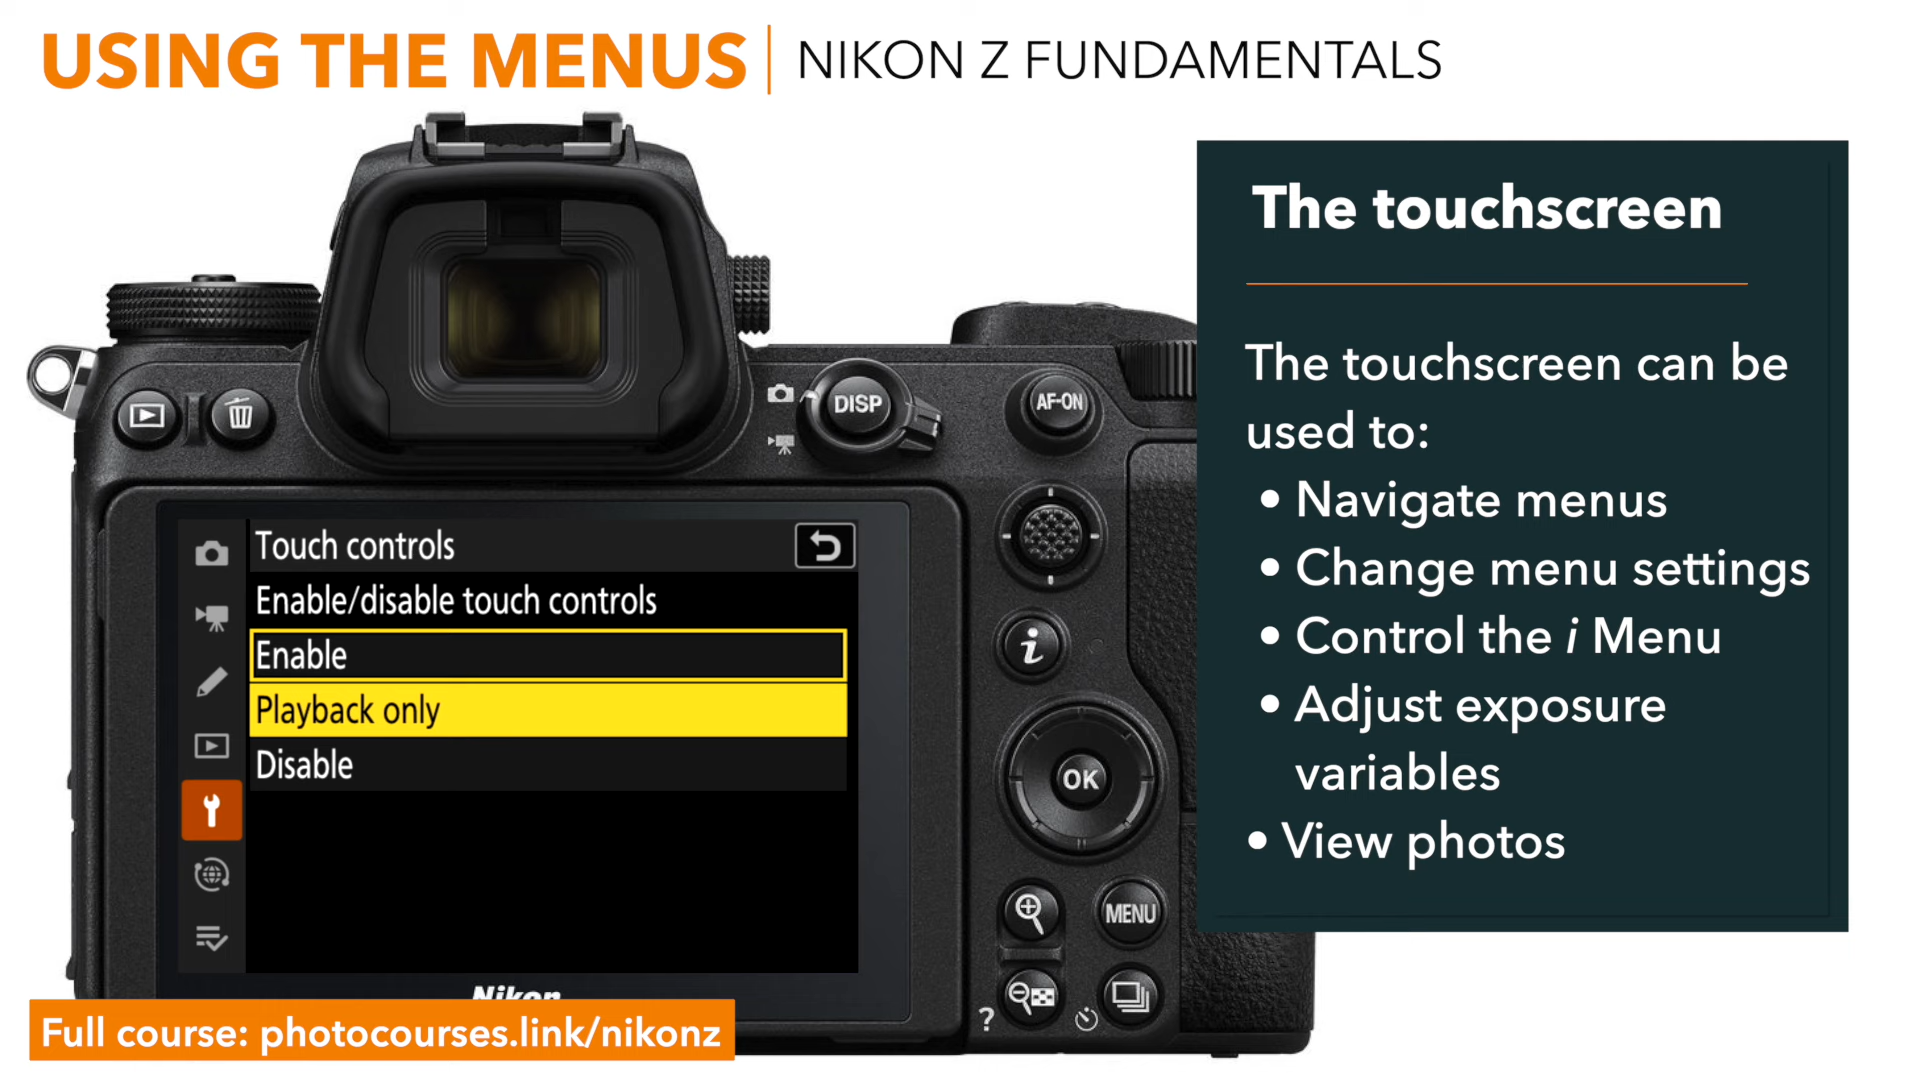 USING THE MENUS | NIKON Z FUNDAMENTALS
The touchscreen
The touchscreen can be
used to:
• Navigate menus
• Change menu settings
• Control the i Menu
• Adjust exposure
variables
• View photos
DISP
AF-ON
Touch controls
Enable/disable touch controls
Enable
Playback only
Disable
i
OK
MENU
?
Nikon
Full course: photocourses.link/nikonz